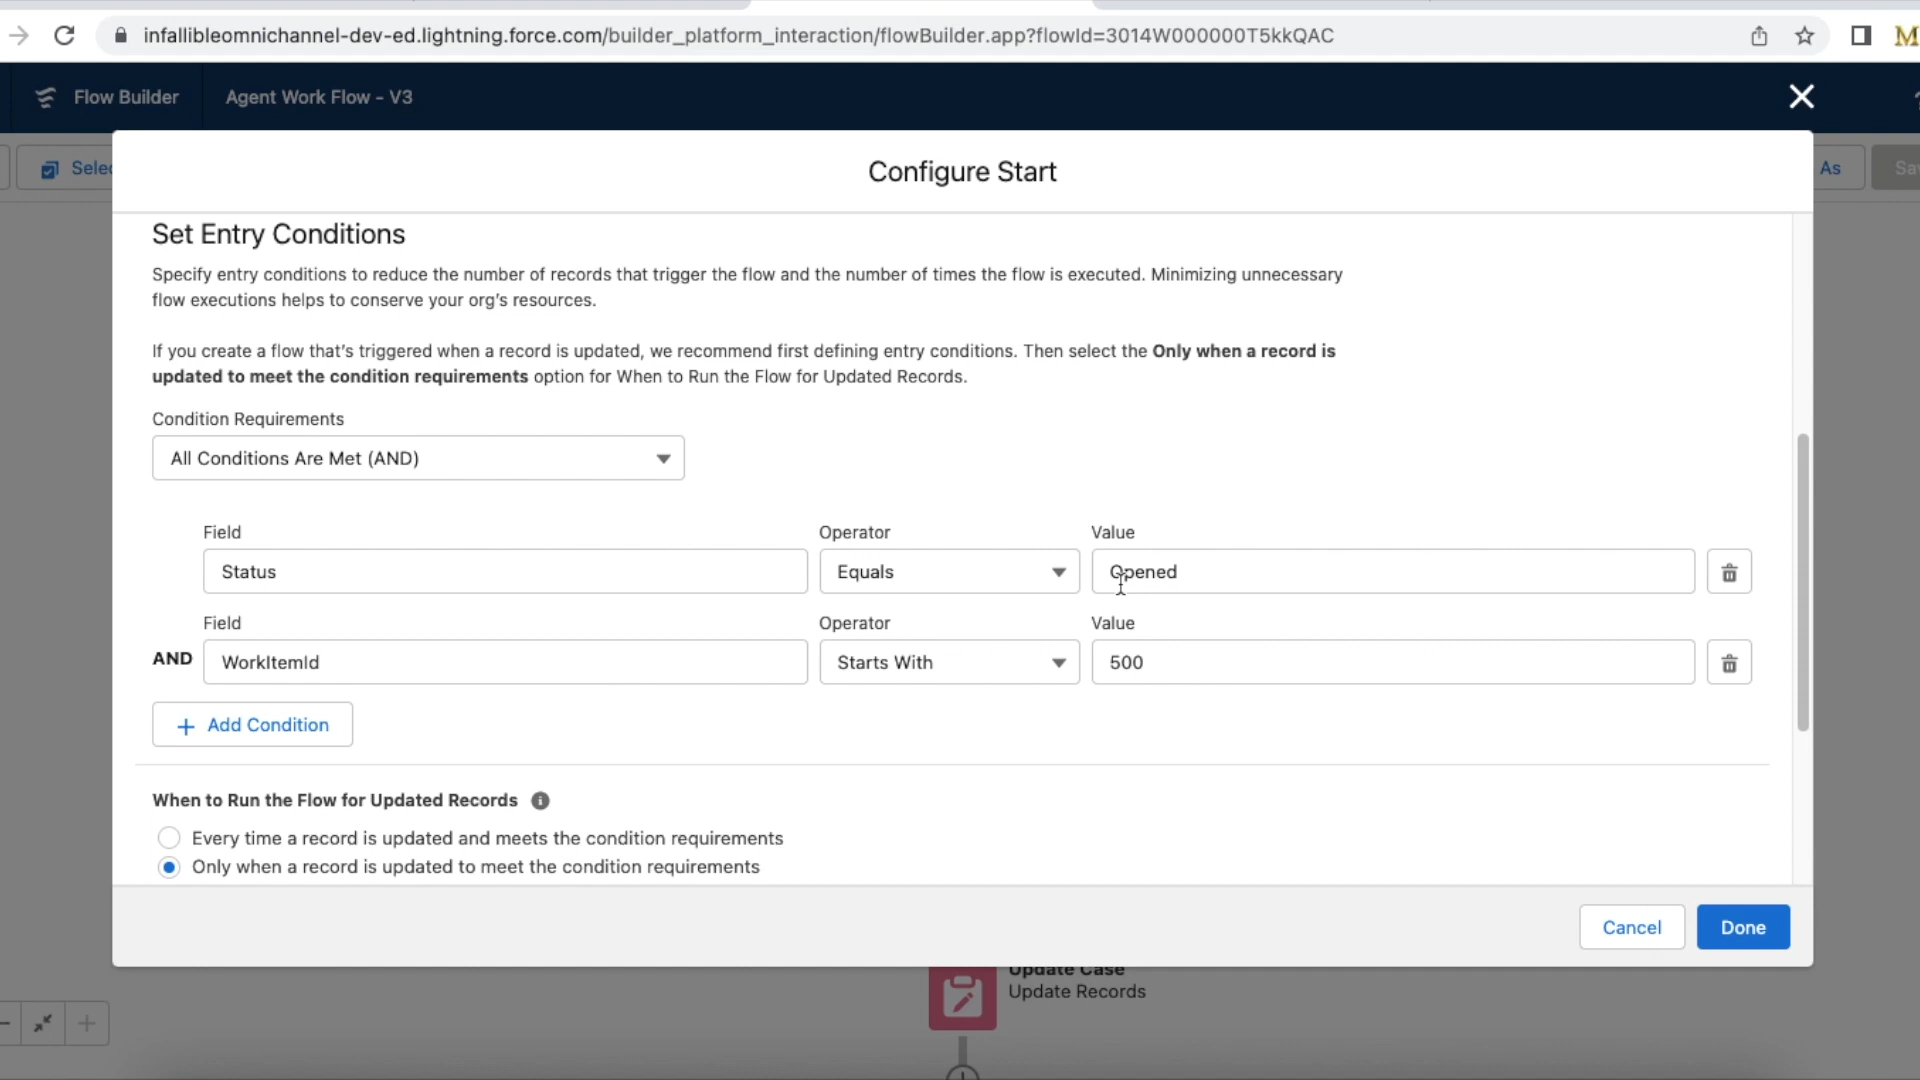 infallibleomnichannel-dev-ed.lightning.force.com/builder_platform_interaction/flowBuilder.app?flowId=3014W000000T5kkQAC
Flow Builder
Agent Work Flow - V3
As
Configure Start
Set Entry Conditions
Specify entry conditions to reduce the number of records that trigger the flow and the number of times the flow is executed. Minimizing unnecessary
flow executions helps to conserve your org's resources.
If you create a flow that's triggered when a record is updated, we recommend first defining entry conditions. Then select the Only when a record is
updated to meet the condition requirements option for When to Run the Flow for Updated Records.
Condition Requirements
All Conditions Are Met (AND)
Field Operator Value
Status Equals Opened
Field Operator Value
AND WorkItemId Starts With 500
+ Add Condition
When to Run the Flow for Updated Records
Every time a record is updated and meets the condition requirements
Only when a record is updated to meet the condition requirements
Cancel Done
Update Case
Update Records